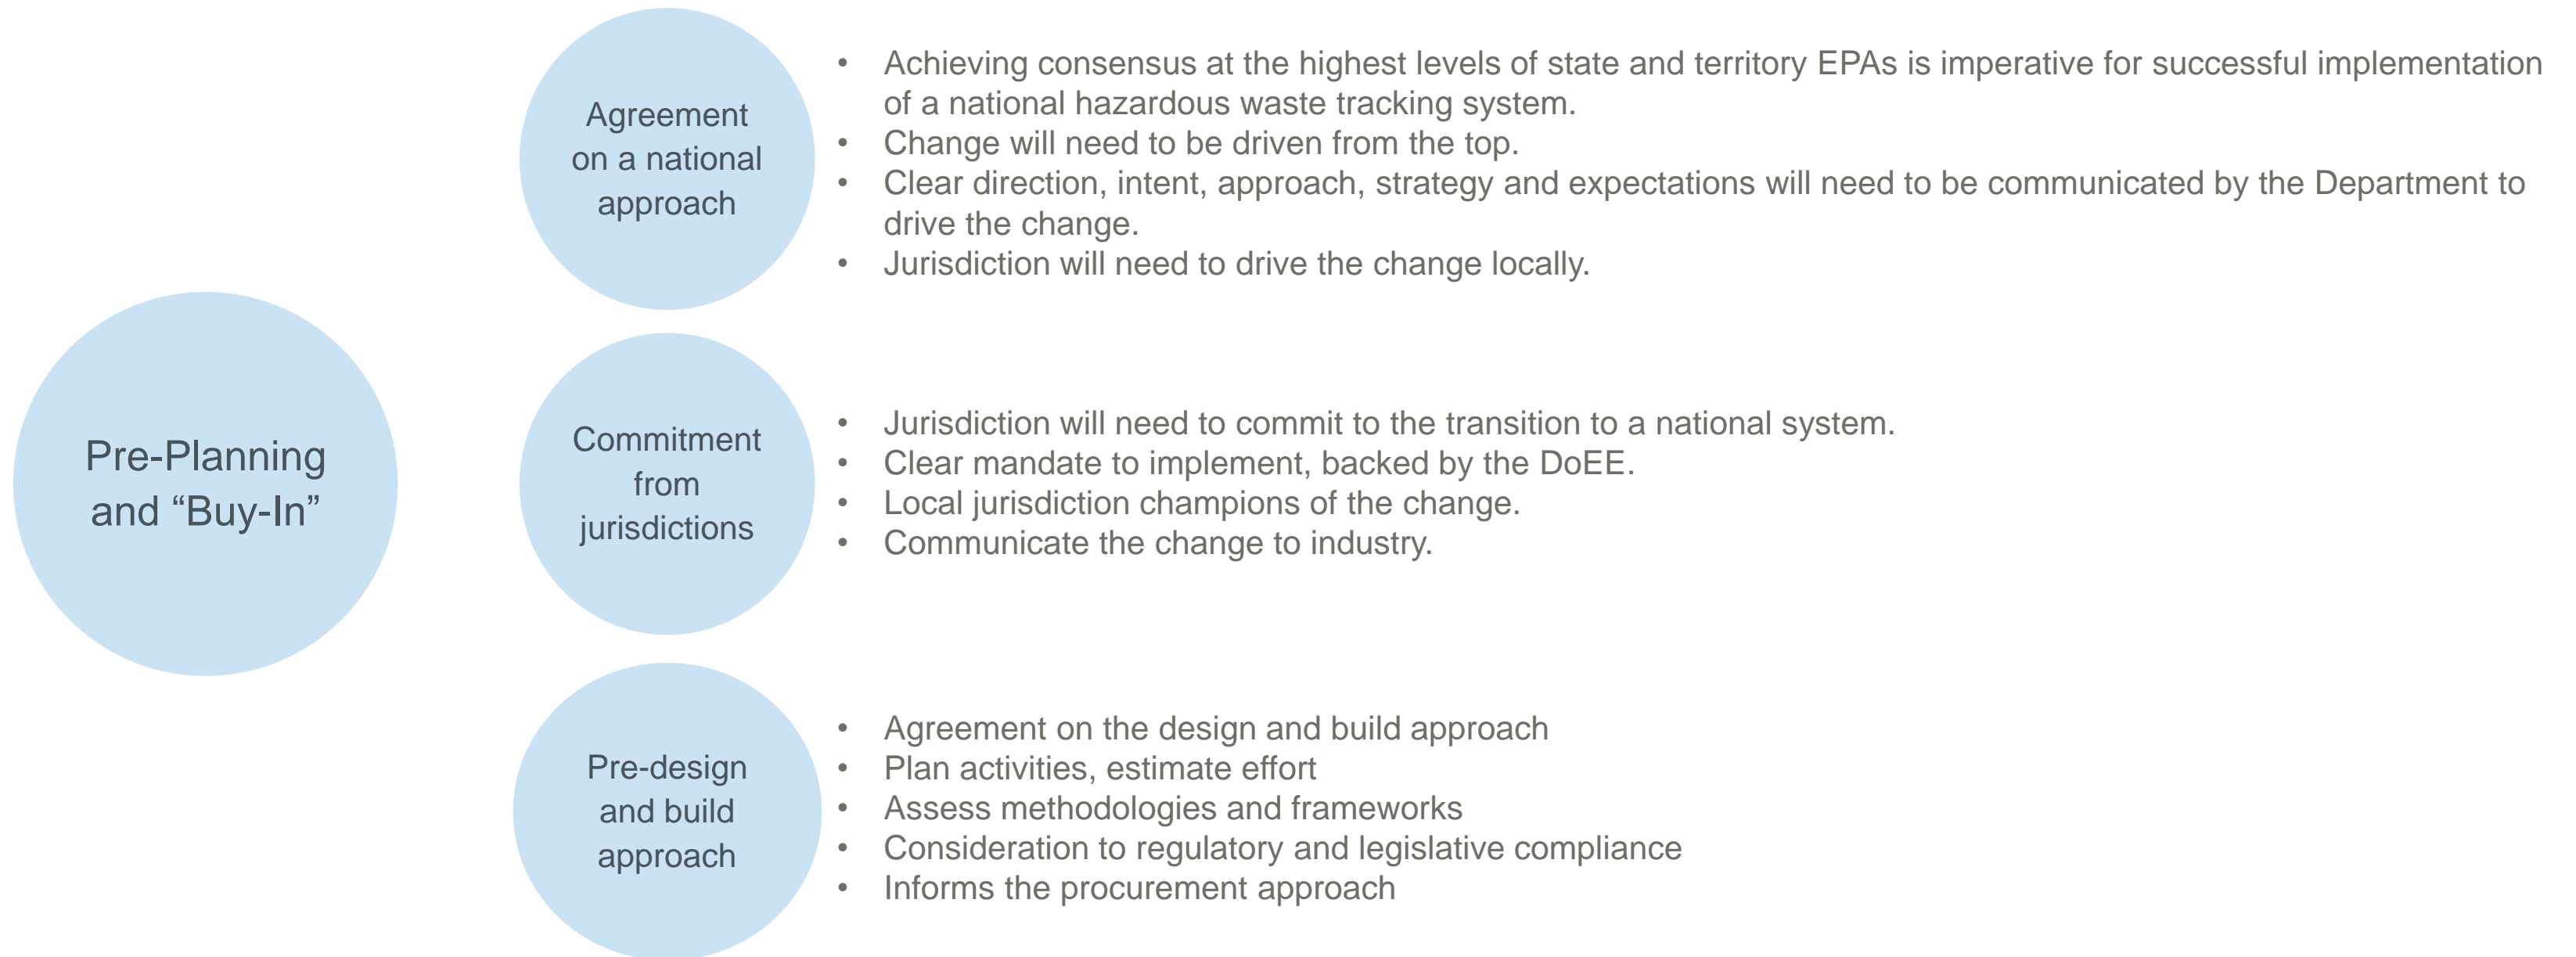 Pre-Planning
and “Buy-In”
Agreement
on a national
approach
• Achieving consensus at the highest levels of state and territory EPAs is imperative for successful implementation
of a national hazardous waste tracking system.
• Change will need to be driven from the top.
• Clear direction, intent, approach, strategy and expectations will need to be communicated by the Department to
drive the change.
• Jurisdiction will need to drive the change locally.
Commitment
from
jurisdictions
• Jurisdiction will need to commit to the transition to a national system.
• Clear mandate to implement, backed by the DoEE.
• Local jurisdiction champions of the change.
• Communicate the change to industry.
Pre-design
and build
approach
• Agreement on the design and build approach
• Plan activities, estimate effort
• Assess methodologies and frameworks
• Consideration to regulatory and legislative compliance
• Informs the procurement approach